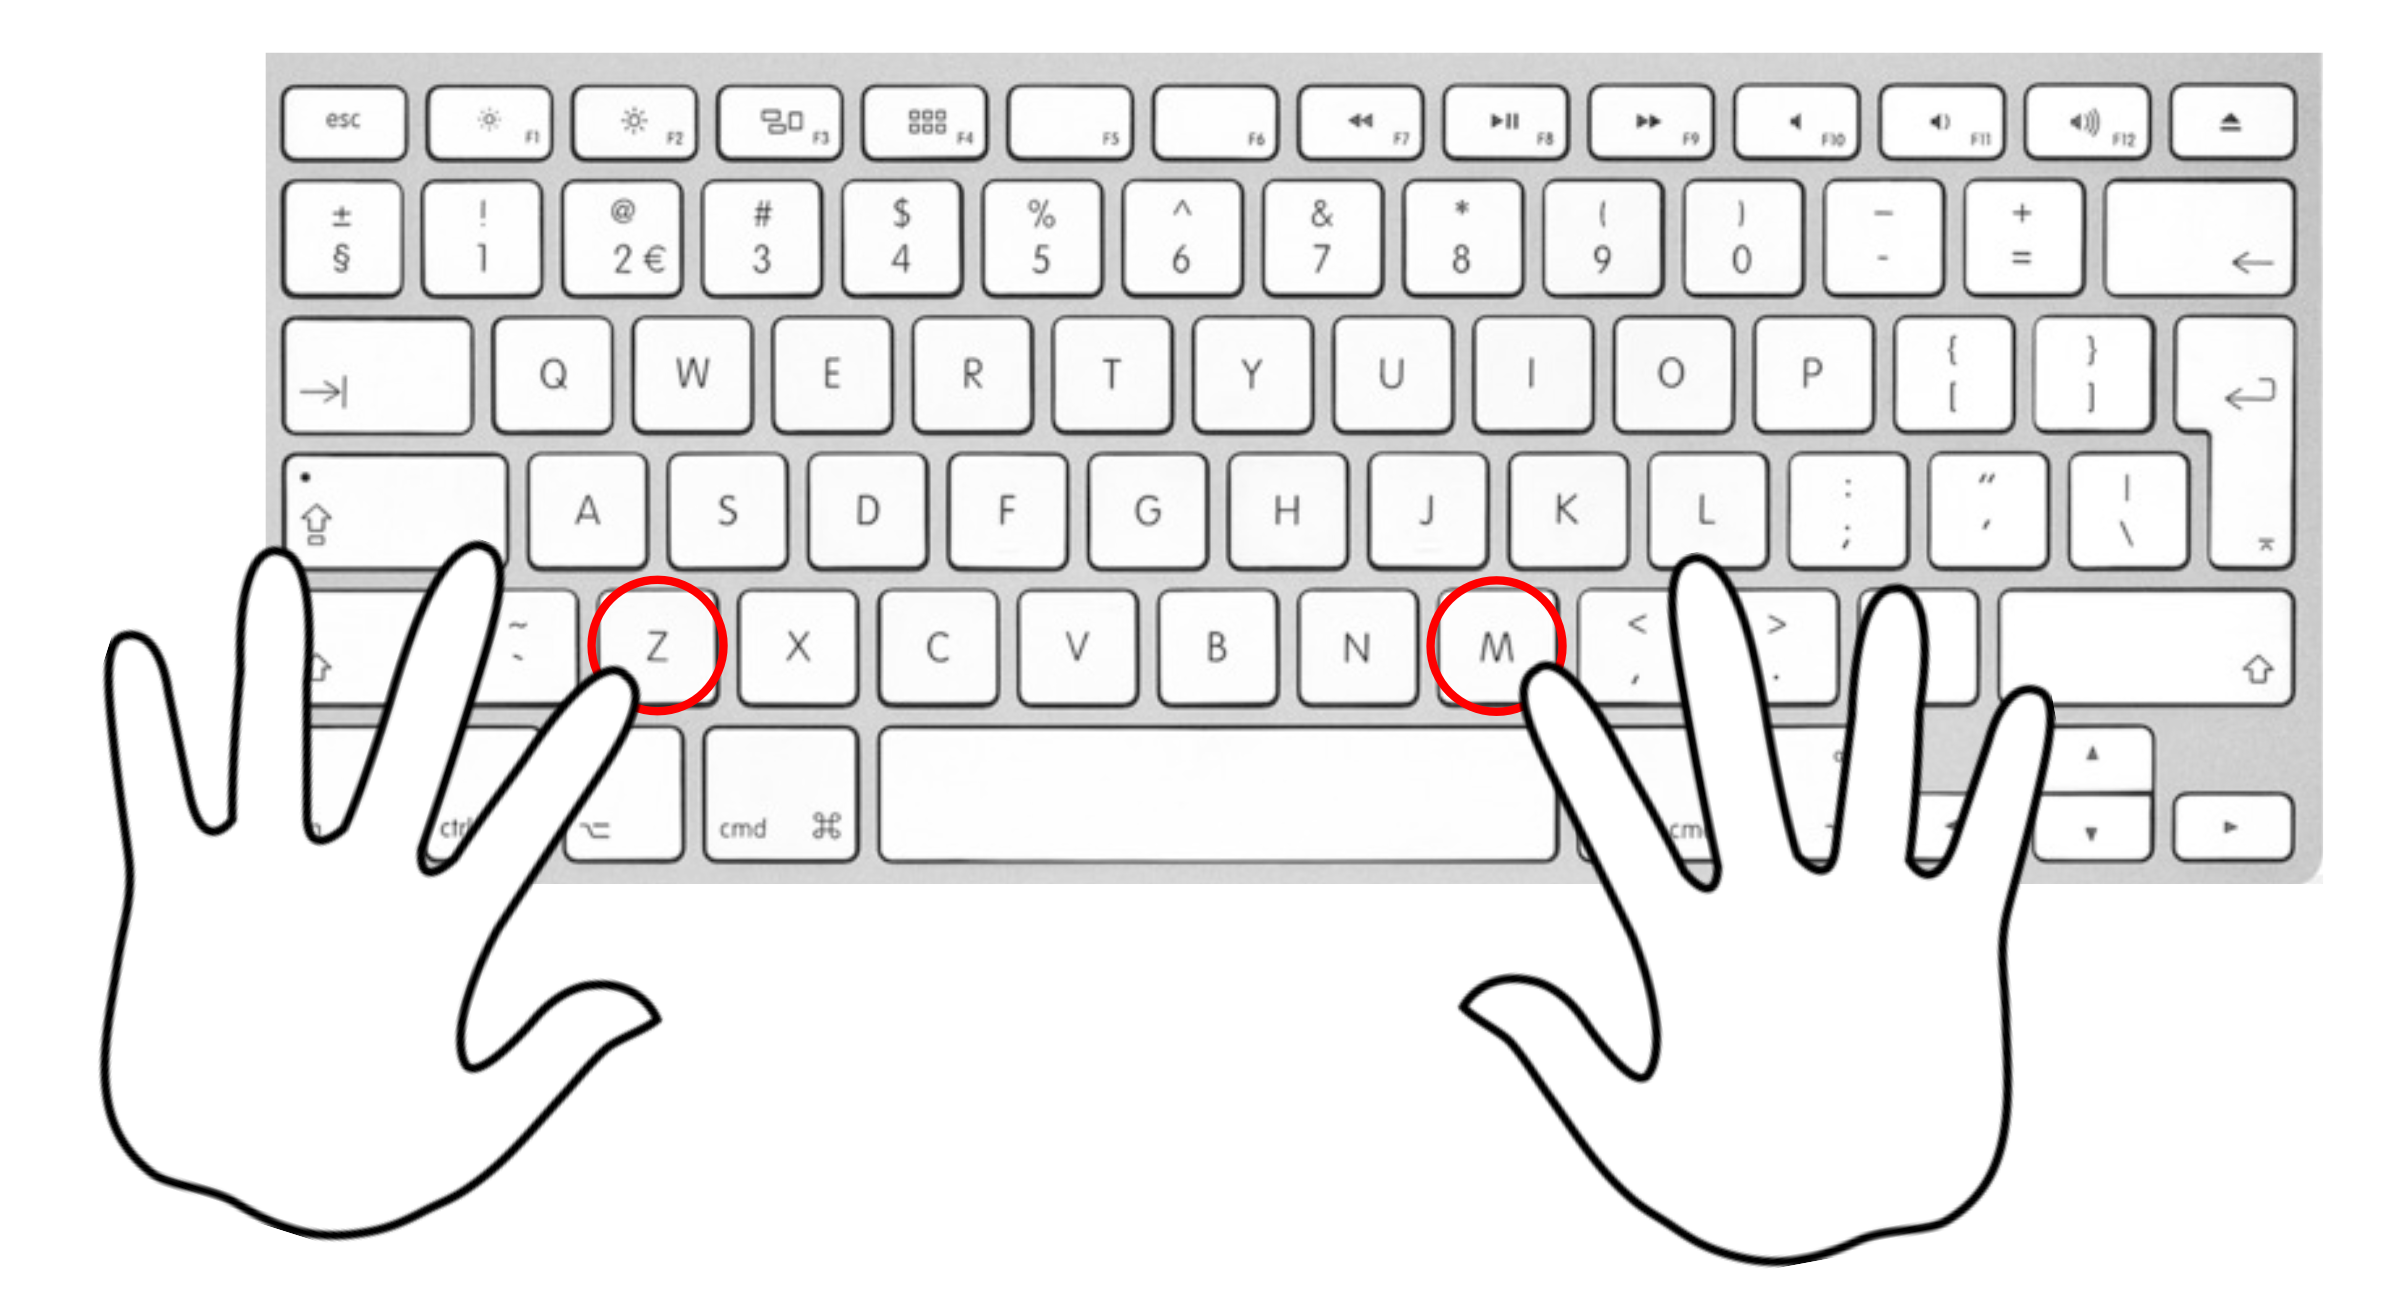 esc F1 F2 F3 F4 F5 F6 F7 F8 F9 F10 F11 F12
± ! @ # $ % ^ & * ( ) — +
§ 1 2 € 3 4 5 6 7 8 9 0 - = ←
→| Q W E R T Y U I O P { }
[ ]
A S D F G H J K L : “ |
; ‘ \
~ Z X C V B N M < >
` , .
ctrl ⌥ cmd ⌘